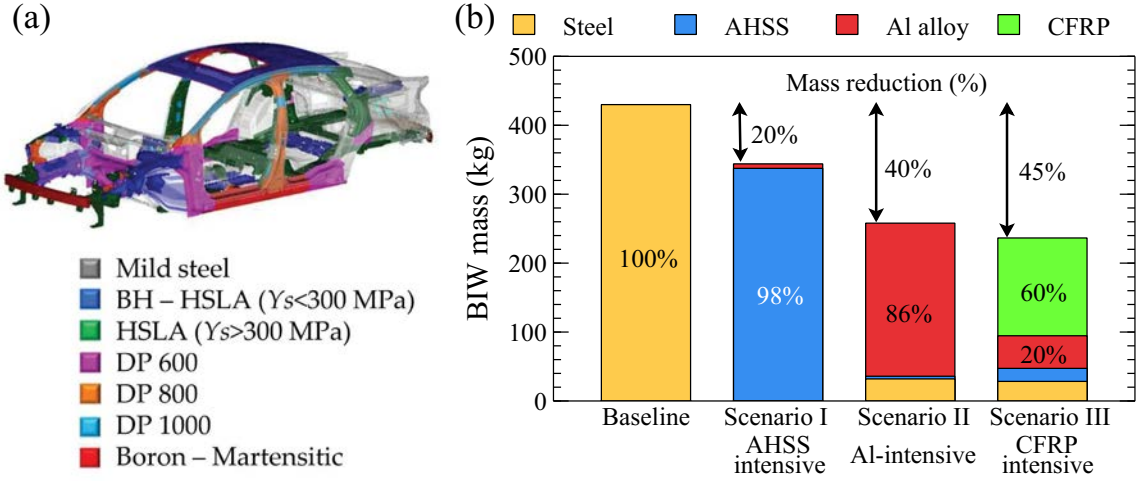 (a)
Mild steel
BH – HSLA (Ys<300 MPa)
HSLA (Ys>300 MPa)
DP 600
DP 800
DP 1000
Boron – Martensitic
(b)
Steel AHSS Al alloy CFRP
Mass reduction (%)
BIW mass (kg)
500
400
300
200
100
0
20%
40%
45%
100%
98%
86%
60%
20%
Baseline Scenario I Scenario II Scenario III
AHSS intensive
Al-intensive
CFRP intensive